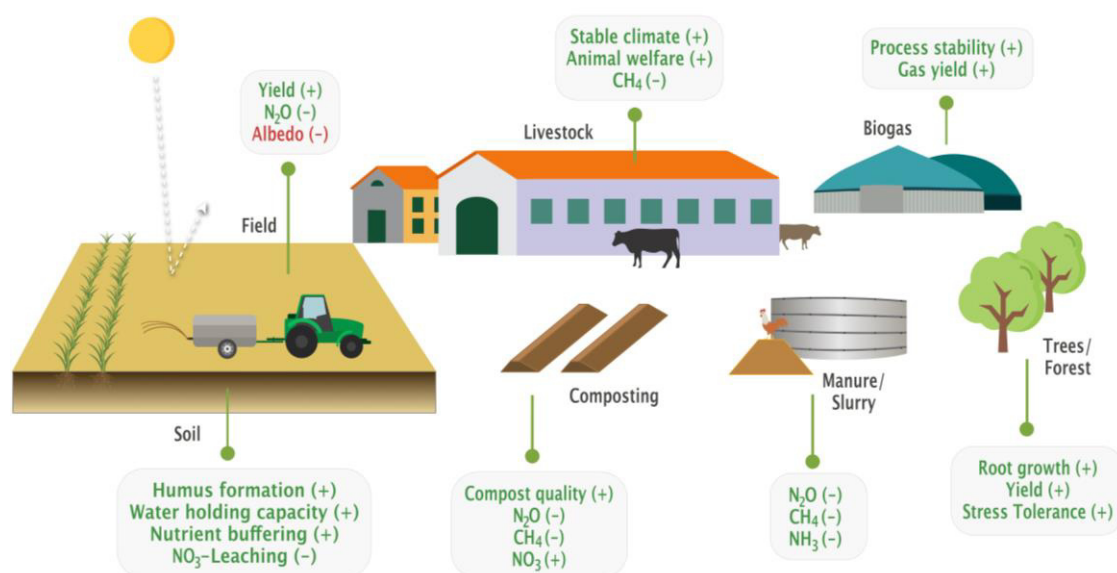 Yield (+)
N₂O (–)
Albedo (–)
Field
Stable climate (+)
Animal welfare (+)
CH₄ (–)
Livestock
Process stability (+)
Gas yield (+)
Biogas
Soil
Humus formation (+)
Water holding capacity (+)
Nutrient buffering (+)
NO₃–Leaching (–)
Composting
Compost quality (+)
N₂O (–)
CH₄ (–)
NO₃ (+)
Manure/
Slurry
N₂O (–)
CH₄ (–)
NH₃ (–)
Trees/
Forest
Root growth (+)
Yield (+)
Stress Tolerance (+)